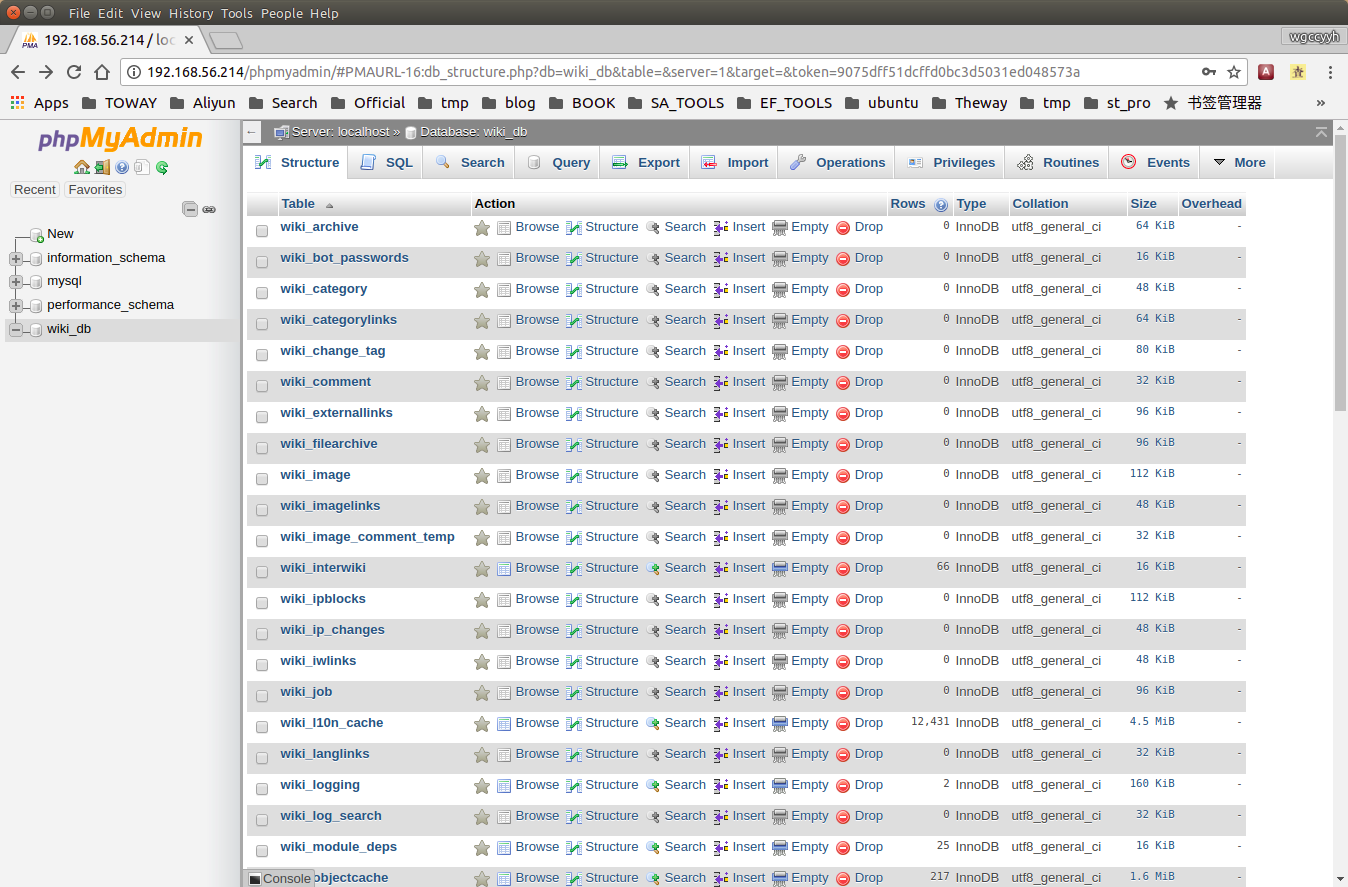 File Edit View History Tools People Help
192.168.56.214 / loc
wgccyyh
192.168.56.214/phpmyadmin/#PMAURL-16:db_structure.php?db=wiki_db&table=&server=1&target=&token=9075dff51dcffd0bc3d5031ed048573a
Apps TOWAY Aliyun Search Official tmp blog BOOK SA_TOOLS EF_TOOLS ubuntu Theway tmp st_pro 书签管理器 »
phpMyAdmin
Recent Favorites
New
information_schema
mysql
performance_schema
wiki_db
Server: localhost » Database: wiki_db
Structure SQL Search Query Export Import Operations Privileges Routines Events More
Table Action Rows Type Collation Size Overhead
wiki_archive Browse Structure Search Insert Empty Drop 0 InnoDB utf8_general_ci 64 KiB -
wiki_bot_passwords Browse Structure Search Insert Empty Drop 0 InnoDB utf8_general_ci 16 KiB -
wiki_category Browse Structure Search Insert Empty Drop 0 InnoDB utf8_general_ci 48 KiB -
wiki_categorylinks Browse Structure Search Insert Empty Drop 0 InnoDB utf8_general_ci 64 KiB -
wiki_change_tag Browse Structure Search Insert Empty Drop 0 InnoDB utf8_general_ci 80 KiB -
wiki_comment Browse Structure Search Insert Empty Drop 0 InnoDB utf8_general_ci 32 KiB -
wiki_externallinks Browse Structure Search Insert Empty Drop 0 InnoDB utf8_general_ci 96 KiB -
wiki_filearchive Browse Structure Search Insert Empty Drop 0 InnoDB utf8_general_ci 96 KiB -
wiki_image Browse Structure Search Insert Empty Drop 0 InnoDB utf8_general_ci 112 KiB -
wiki_imagelinks Browse Structure Search Insert Empty Drop 0 InnoDB utf8_general_ci 48 KiB -
wiki_image_comment_temp Browse Structure Search Insert Empty Drop 0 InnoDB utf8_general_ci 32 KiB -
wiki_interwiki Browse Structure Search Insert Empty Drop 66 InnoDB utf8_general_ci 16 KiB -
wiki_ipblocks Browse Structure Search Insert Empty Drop 0 InnoDB utf8_general_ci 112 KiB -
wiki_ip_changes Browse Structure Search Insert Empty Drop 0 InnoDB utf8_general_ci 48 KiB -
wiki_iwlinks Browse Structure Search Insert Empty Drop 0 InnoDB utf8_general_ci 48 KiB -
wiki_job Browse Structure Search Insert Empty Drop 0 InnoDB utf8_general_ci 96 KiB -
wiki_l10n_cache Browse Structure Search Insert Empty Drop 12,431 InnoDB utf8_general_ci 4.5 MiB -
wiki_langlinks Browse Structure Search Insert Empty Drop 0 InnoDB utf8_general_ci 32 KiB -
wiki_logging Browse Structure Search Insert Empty Drop 2 InnoDB utf8_general_ci 160 KiB -
wiki_log_search Browse Structure Search Insert Empty Drop 0 InnoDB utf8_general_ci 32 KiB -
wiki_module_deps Browse Structure Search Insert Empty Drop 25 InnoDB utf8_general_ci 16 KiB -
objectcache Browse Structure Search Insert Empty Drop 217 InnoDB utf8_general_ci 1.6 MiB -
Console